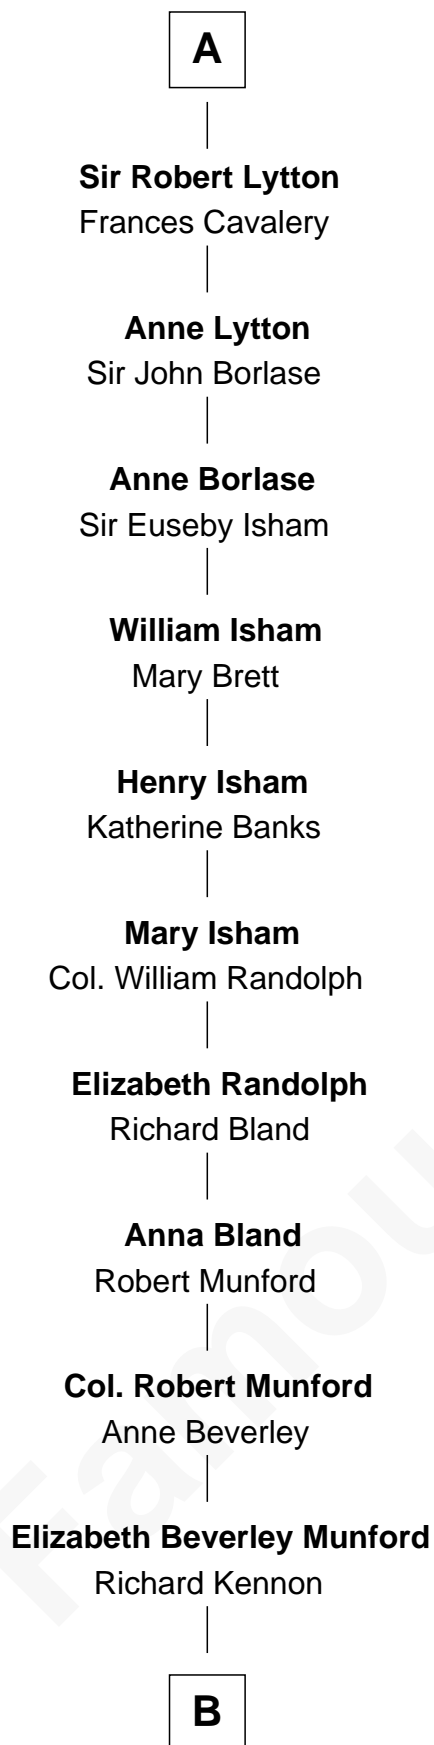 A
Sir Robert Lytton
Frances Cavalery
Anne Lytton
Sir John Borlase
Anne Borlase
Sir Euseby Isham
William Isham
Mary Brett
Henry Isham
Katherine Banks
Mary Isham
Col. William Randolph
Elizabeth Randolph
Richard Bland
Anna Bland
Robert Munford
Col. Robert Munford
Anne Beverley
Elizabeth Beverley Munford
Richard Kennon
B
Famou